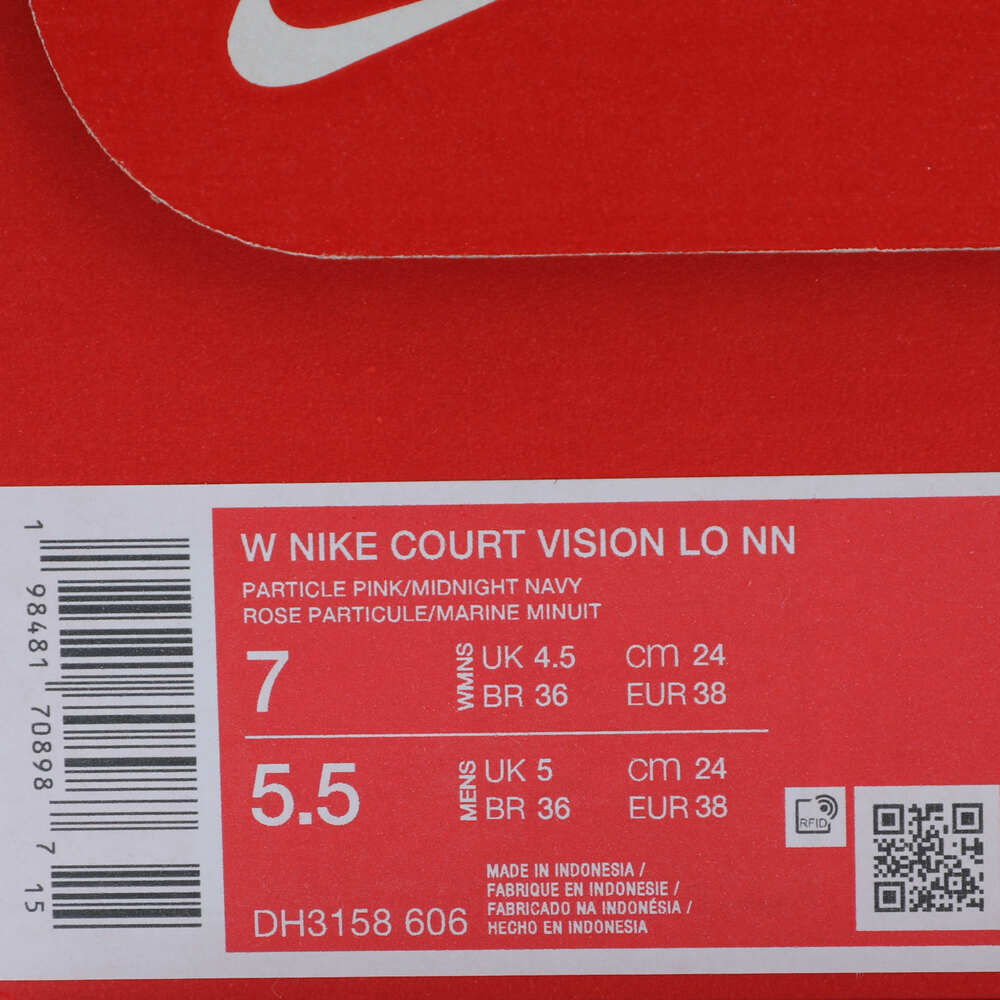 W NIKE COURT VISION LO NN
PARTICLE PINK/MIDNIGHT NAVY
ROSE PARTICULE/MARINE MINUIT
7
WMNS
UK 4.5 CM 24
BR 36 EUR 38
5.5
MENS
UK 5 CM 24
BR 36 EUR 38
RFID
MADE IN INDONESIA /
FABRIQUE EN INDONESIE /
FABRICADO NA INDONÉSIA /
HECHO EN INDONESIA
DH3158 606
1 98481 70898 7 15